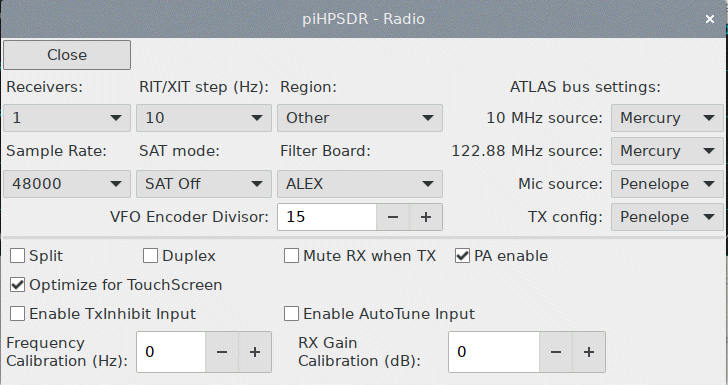 piHPSDR - Radio
Close
Receivers: RIT/XIT step (Hz): Region: ATLAS bus settings:
1 10 Other 10 MHz source: Mercury
Sample Rate: SAT mode: Filter Board: 122.88 MHz source: Mercury
48000 SAT Off ALEX Mic source: Penelope
VFO Encoder Divisor: 15 TX config: Penelope
Split Duplex Mute RX when TX PA enable
Optimize for TouchScreen
Enable TxInhibit Input Enable AutoTune Input
Frequency
Calibration (Hz): 0
RX Gain
Calibration (dB): 0